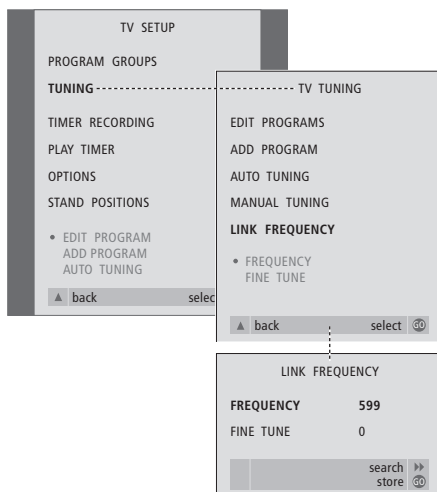 TV SETUP
PROGRAM GROUPS
TUNING
TIMER RECORDING
PLAY TIMER
OPTIONS
STAND POSITIONS
• EDIT PROGRAM
ADD PROGRAM
AUTO TUNING
▲ back selec
TV TUNING
EDIT PROGRAMS
ADD PROGRAM
AUTO TUNING
MANUAL TUNING
LINK FREQUENCY
• FREQUENCY
FINE TUNE
▲ back select GO
LINK FREQUENCY
FREQUENCY 599
FINE TUNE 0
search
store GO